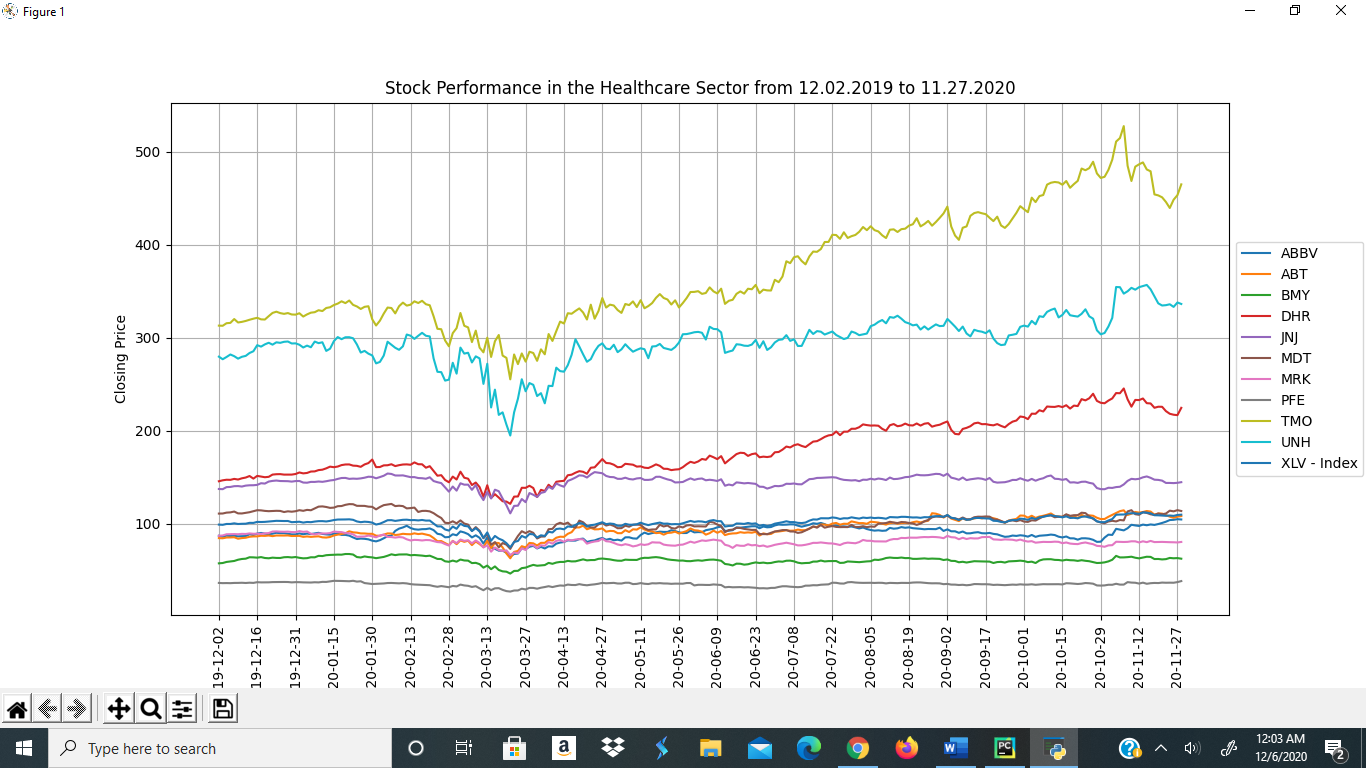 Figure 1
Stock Performance in the Healthcare Sector from 12.02.2019 to 11.27.2020
Closing Price
500
400
300
200
100
ABBV
ABT
BMY
DHR
JNJ
MDT
MRK
PFE
TMO
UNH
XLV - Index
19-12-02
19-12-16
19-12-31
20-01-15
20-01-30
20-02-13
20-02-28
20-03-13
20-03-27
20-04-13
20-04-27
20-05-11
20-05-26
20-06-09
20-06-23
20-07-08
20-07-22
20-08-05
20-08-19
20-09-02
20-09-17
20-10-01
20-10-15
20-10-29
20-11-12
20-11-27
Type here to search
a
W
PC
?
12:03 AM
12/6/2020
2